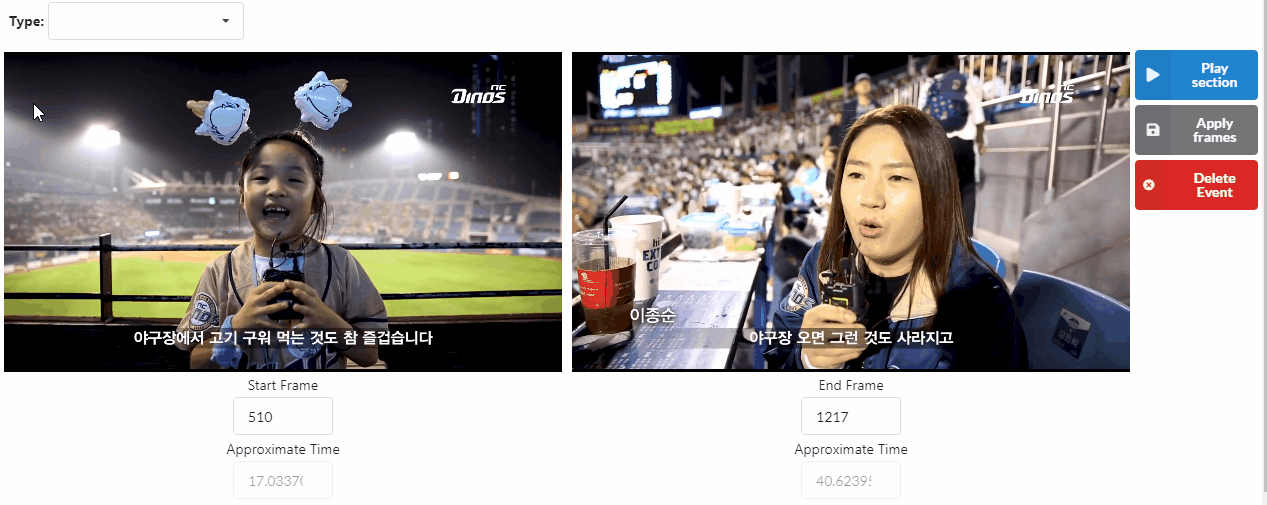 Type:
NC
DINOS
야구장에서 고기 구워 먹는 것도 참 즐겁습니다
NC
DINOS
hi
EXT
CO
이종순
야구장 오면 그런 것도 사라지고
Play
section
Apply
frames
Delete
Event
Start Frame
510
Approximate Time
17.0337
End Frame
1217
Approximate Time
40.6239